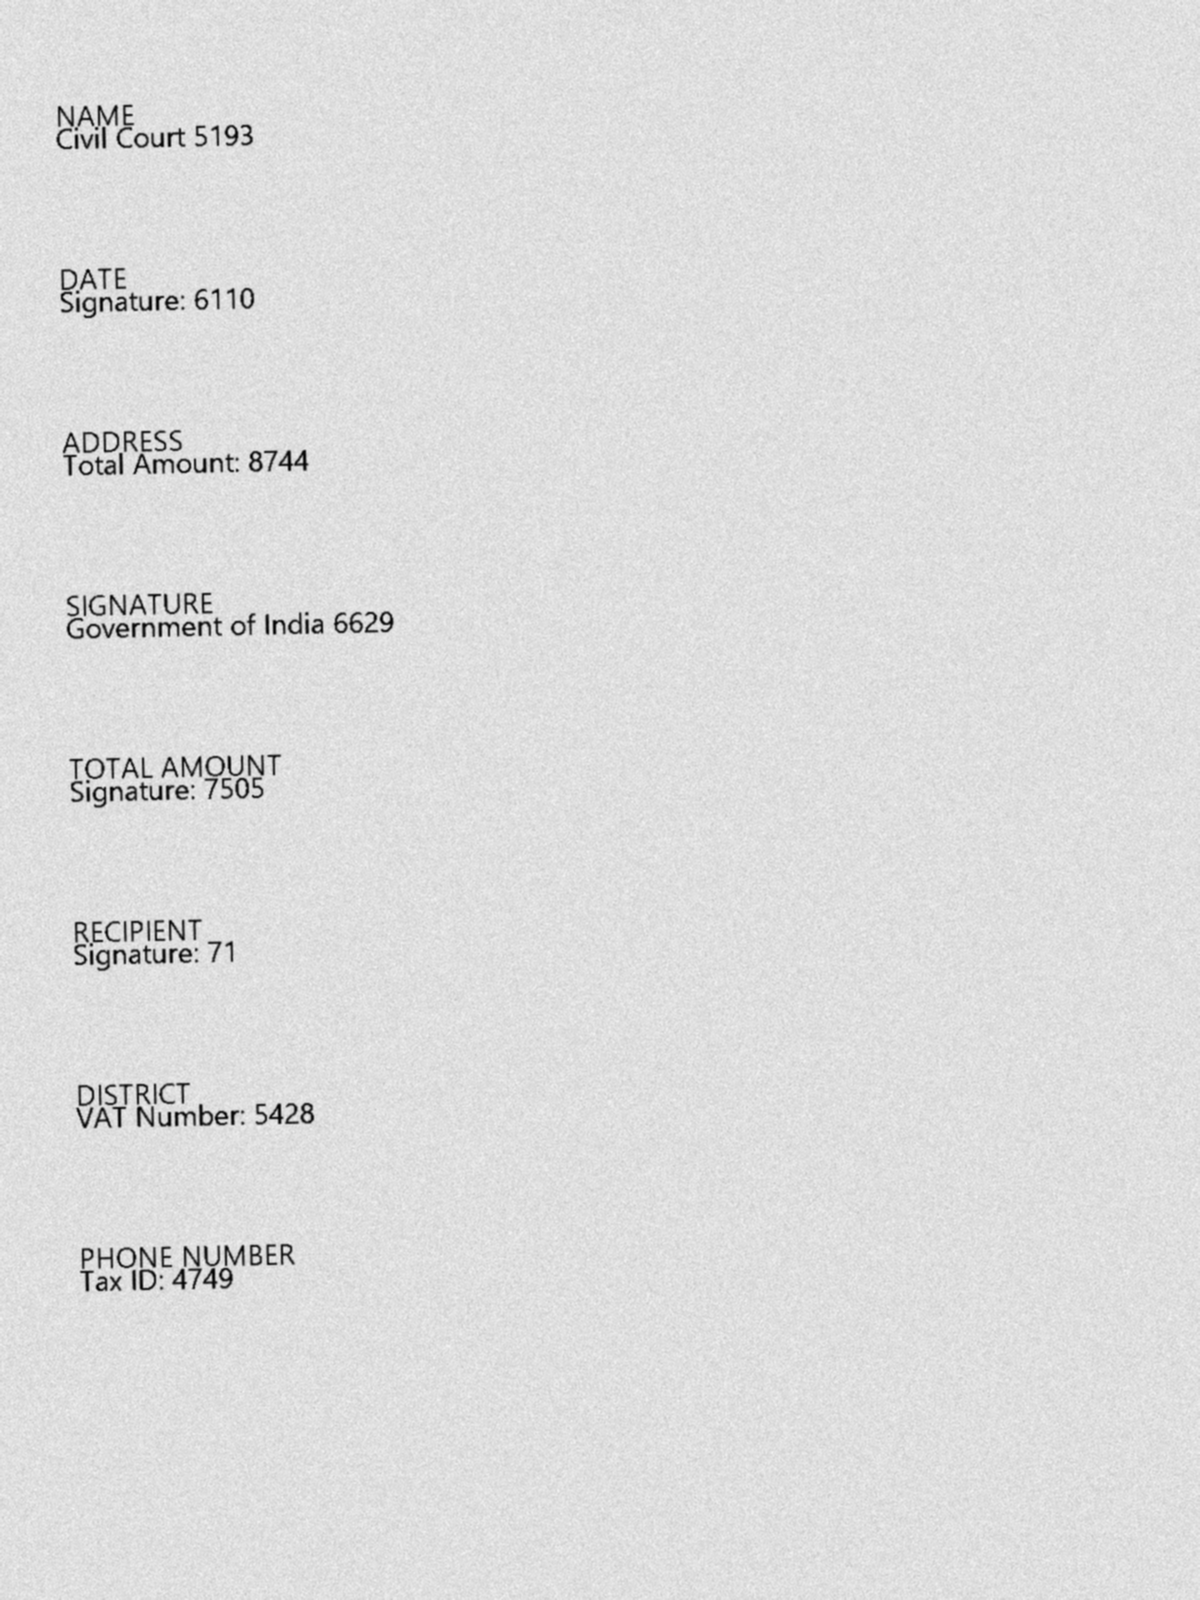 NAME
Civil Court 5193
DATE
Signature: 6110
ADDRESS
Total Amount: 8744
SIGNATURE
Government of India 6629
TOTAL AMOUNT
Signature: 7505
RECIPIENT
Signature: 71
DISTRICT
VAT Number: 5428
PHONE NUMBER
Tax ID: 4749